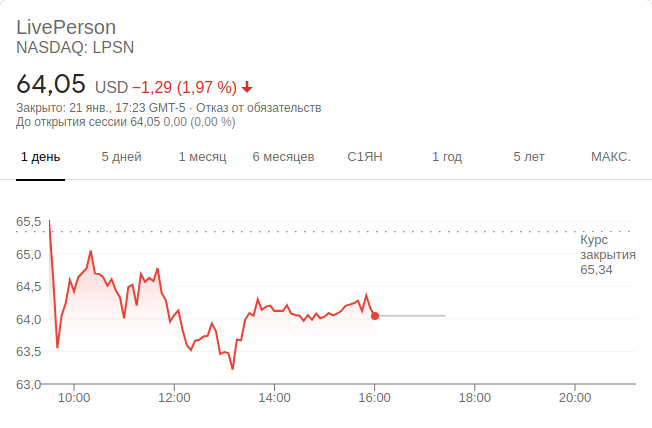 LivePerson
NASDAQ: LPSN
64,05 USD −1,29 (1,97 %)
Закрыто: 21 янв., 17:23 GMT-5 · Отказ от обязательств
До открытия сессии 64,05 0,00 (0,00 %)
1 день 5 дней 1 месяц 6 месяцев С1ЯН 1 год 5 лет МАКС.
65,5
Курс
закрытия
65,34
65,0
64,5
64,0
63,5
63,0
10:00 12:00 14:00 16:00 18:00 20:00